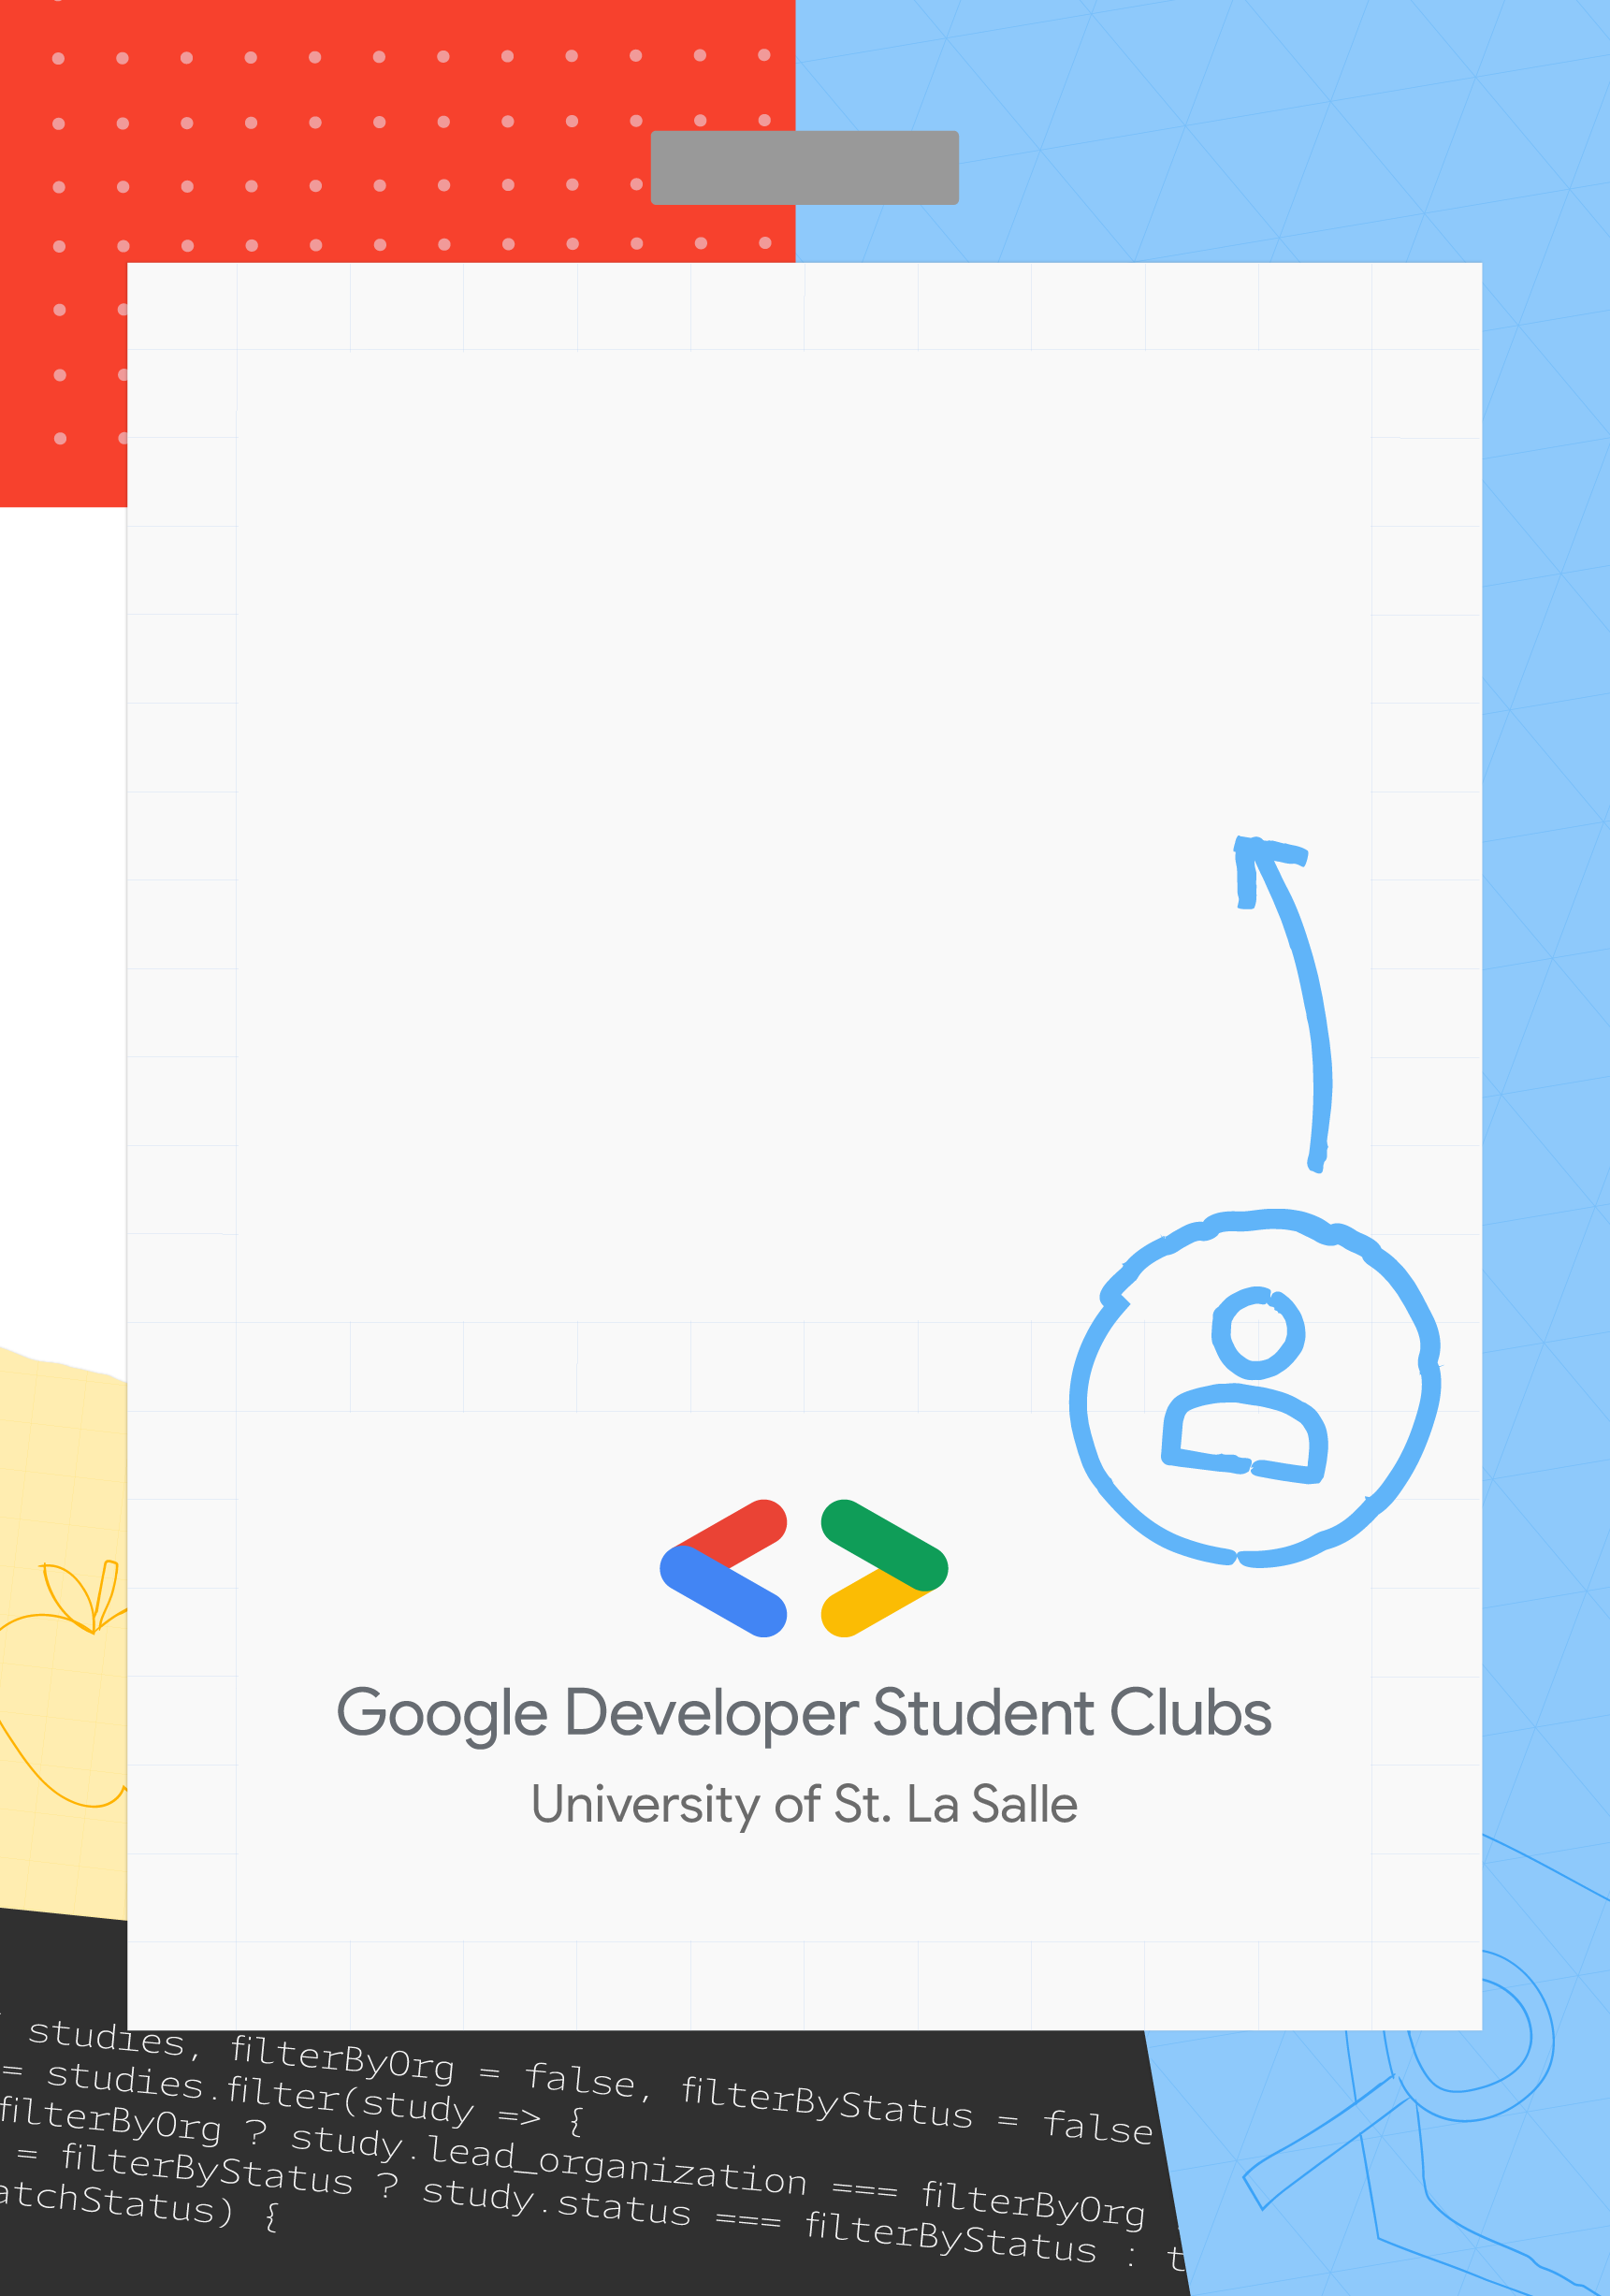 Google Developer Student Clubs
University of St. La Salle
studies, filterByOrg = false, filterByStatus = false
= studies.filter(study => {
filterByOrg ? study.lead_organization === filterByOrg
= filterByStatus ? study.status === filterByStatus : t
atchStatus) {